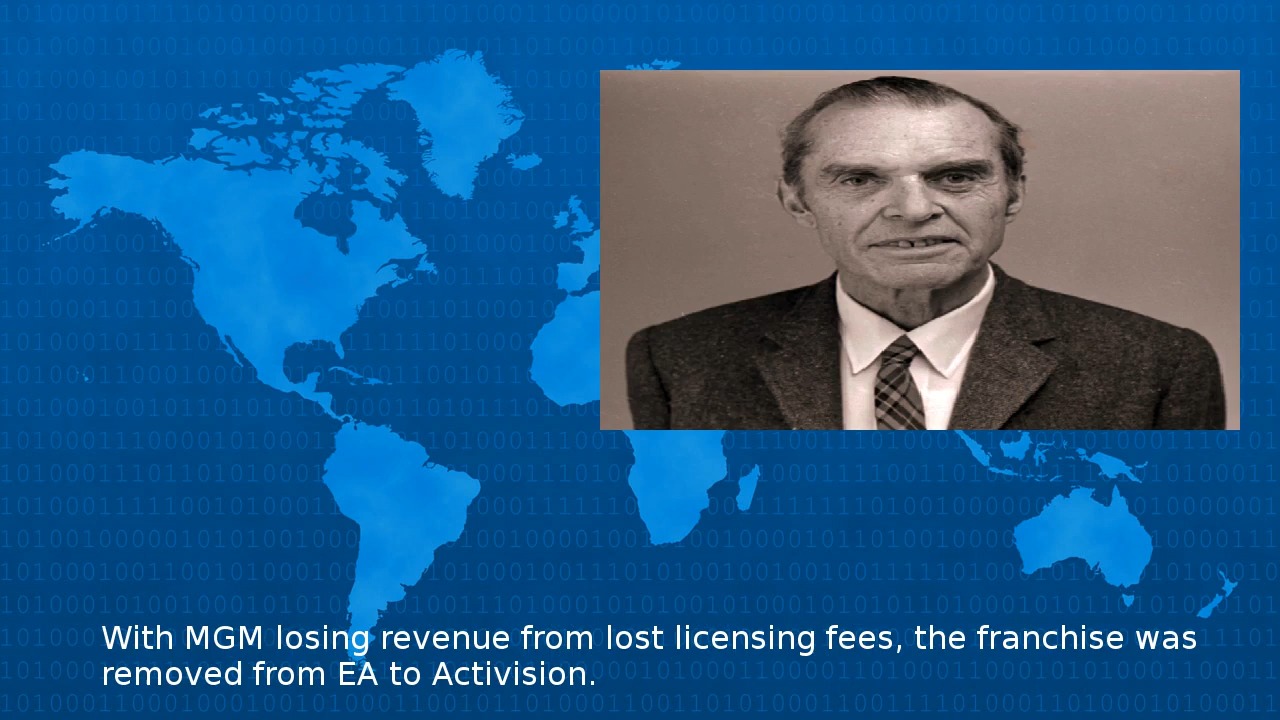 With MGM losing revenue from lost licensing fees, the franchise was
removed from EA to Activision.